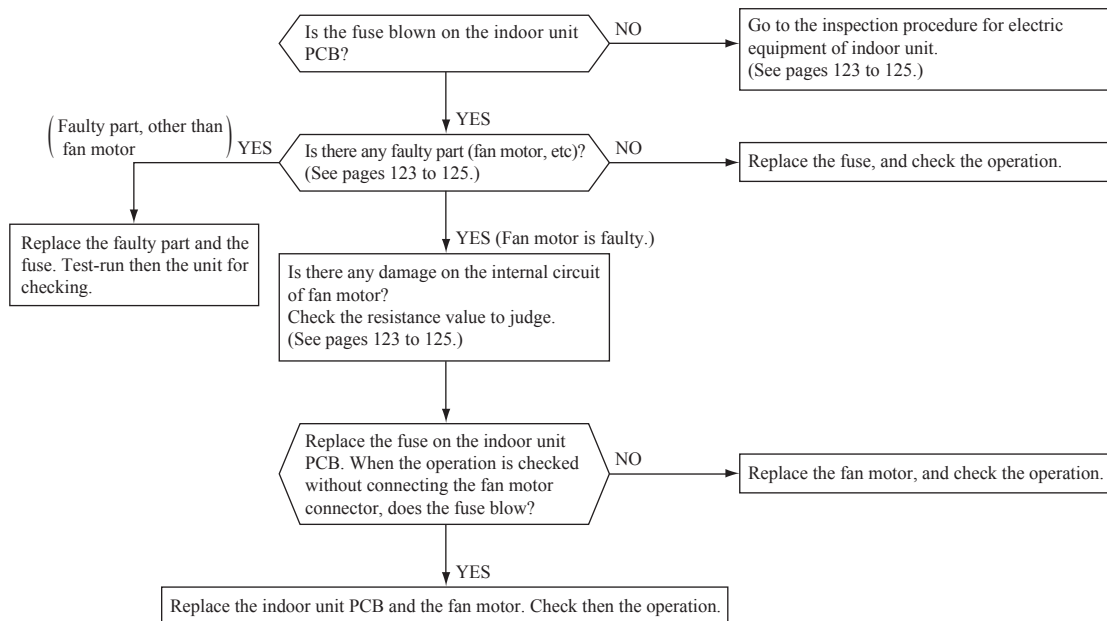 Is the fuse blown on the indoor unit
PCB?
NO
Go to the inspection procedure for electric
equipment of indoor unit.
(See pages 123 to 125.)
YES
(Faulty part, other than
fan motor)
YES
Is there any faulty part (fan motor, etc)?
(See pages 123 to 125.)
NO
Replace the fuse, and check the operation.
Replace the faulty part and the
fuse. Test-run then the unit for
checking.
YES (Fan motor is faulty.)
Is there any damage on the internal circuit
of fan motor?
Check the resistance value to judge.
(See pages 123 to 125.)
Replace the fuse on the indoor unit
PCB. When the operation is checked
without connecting the fan motor
connector, does the fuse blow?
NO
Replace the fan motor, and check the operation.
YES
Replace the indoor unit PCB and the fan motor. Check then the operation.